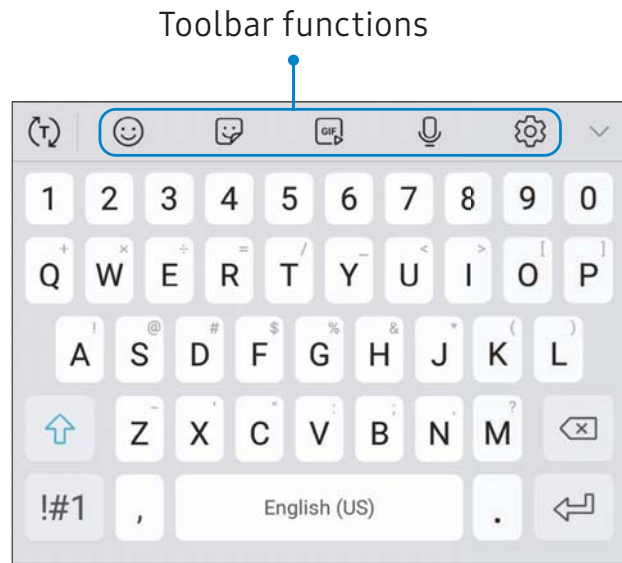 Toolbar functions
T GIF
1 2 3 4 5 6 7 8 9 0
+ × ÷ = / _ < > [ ]
Q W E R T Y U I O P
! @ # $ % & * ( )
A S D F G H J K L
- ' " : ; , ?
Z X C V B N M
!#1 , English (US) .